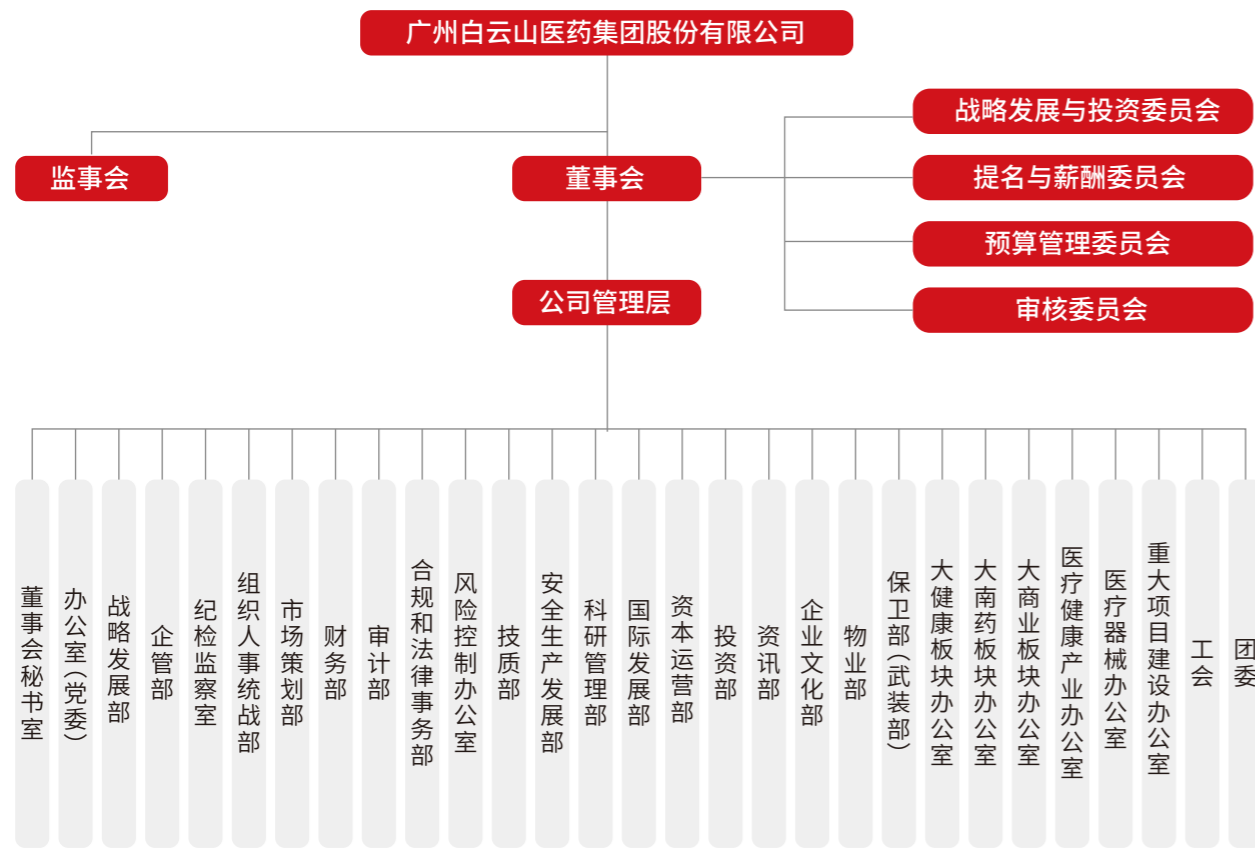 广州白云山医药集团股份有限公司
战略发展与投资委员会
监事会
董事会
提名与薪酬委员会
预算管理委员会
公司管理层
审核委员会
董事会秘书室
办公室（党委）
战略发展部
企管部
纪检监察室
组织人事统战部
市场策划部
财务部
审计部
合规和法律事务部
风险控制办公室
技质部
安全生产发展部
科研管理部
国际发展部
资本运营部
投资部
资讯部
企业文化部
物业部
保卫部（武装部）
大健康板块办公室
大南药板块办公室
大商业板块办公室
医疗健康产业办公室
医疗器械办公室
重大项目建设办公室
工会
团委